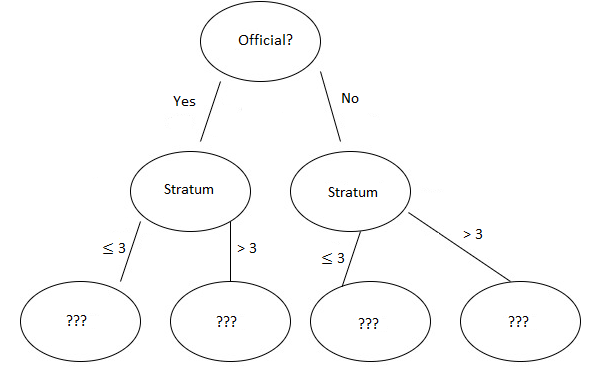 Official?
Yes
No
Stratum
Stratum
≤ 3
> 3
≤ 3
> 3
???
???
???
???